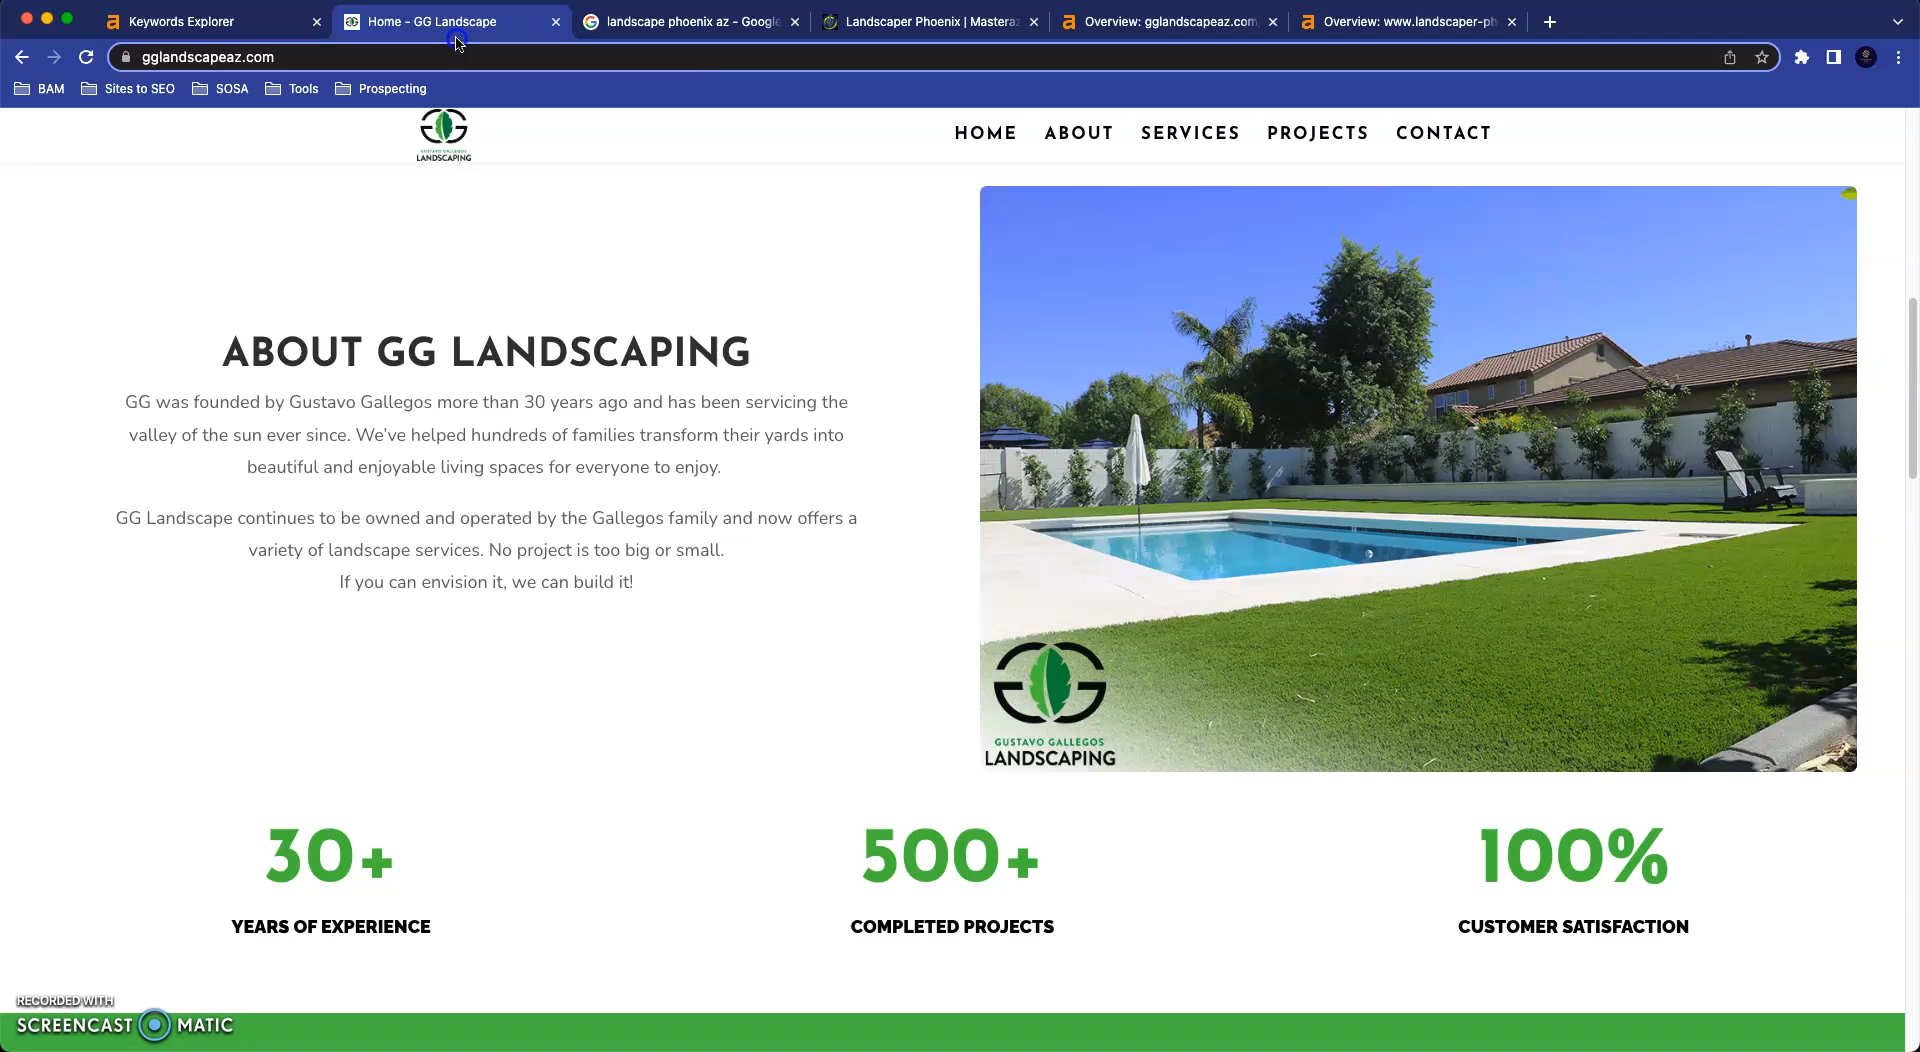 Keywords Explorer
Home - GG Landscape
landscape phoenix az - Google
Landscaper Phoenix | Masteraz
Overview: gglandscapeaz.com
Overview: www.landscaper-ph
gglandscapeaz.com
BAM
Sites to SEO
SOSA
Tools
Prospecting
GUSTAVO GALLEGOS
LANDSCAPING
HOME
ABOUT
SERVICES
PROJECTS
CONTACT
ABOUT GG LANDSCAPING
GG was founded by Gustavo Gallegos more than 30 years ago and has been servicing the
valley of the sun ever since. We've helped hundreds of families transform their yards into
beautiful and enjoyable living spaces for everyone to enjoy.
GG Landscape continues to be owned and operated by the Gallegos family and now offers a
variety of landscape services. No project is too big or small.
If you can envision it, we can build it!
GUSTAVO GALLEGOS
LANDSCAPING
30+
YEARS OF EXPERIENCE
500+
COMPLETED PROJECTS
100%
CUSTOMER SATISFACTION
RECORDED WITH
SCREENCAST MATIC